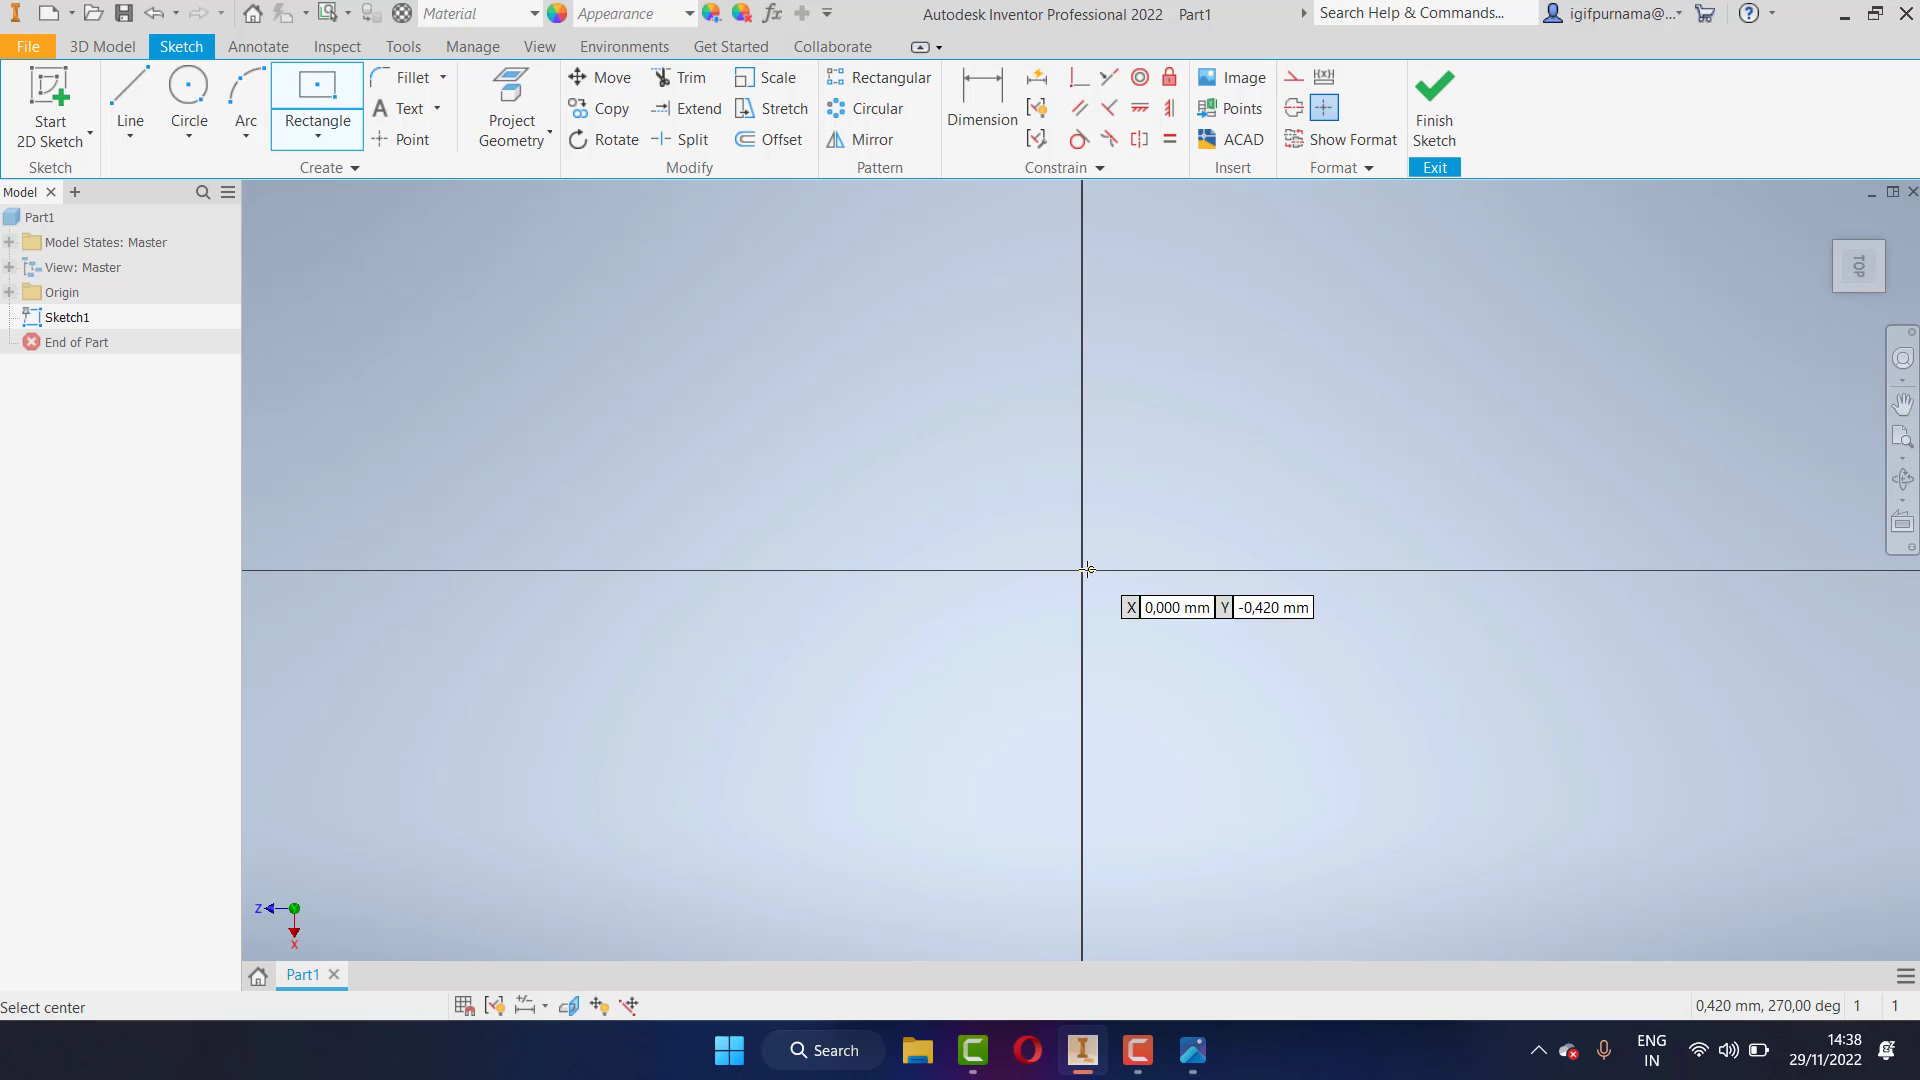 Material
Appearance
Autodesk Inventor Professional 2022 Part1
Search Help & Commands...
igifpurnama@...
File
3D Model
Sketch
Annotate
Inspect
Tools
Manage
View
Environments
Get Started
Collaborate
Start
2D Sketch
Line
Circle
Arc
Rectangle
Fillet
Text
Point
Project
Geometry
Move
Copy
Rotate
Trim
Extend
Split
Scale
Stretch
Offset
Rectangular
Circular
Mirror
Dimension
Image
Points
ACAD
Show Format
Finish
Sketch
Sketch
Create
Modify
Pattern
Constrain
Insert
Format
Exit
Model
Part1
Model States: Master
View: Master
Origin
Sketch1
End of Part
TOP
X 0,000 mm Y -0,420 mm
Z
X
Part1
Select center
0,420 mm, 270,00 deg 1 1
Search
ENG
IN
14:38
29/11/2022